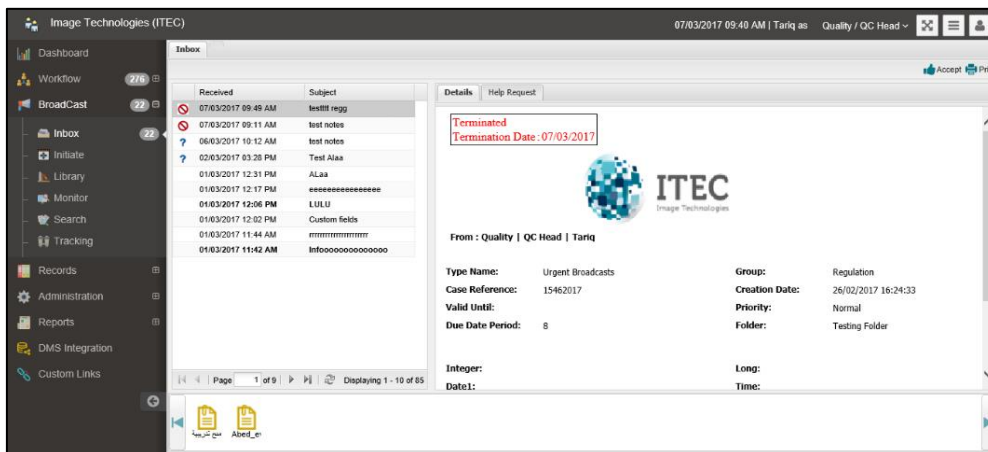 Image Technologies (ITEC)
07/03/2017 09:40 AM | Tariq as Quality / QC Head
Dashboard
Workflow 276
BroadCast 22
Inbox 22
Initiate
Library
Monitor
Search
Tracking
Records
Administration
Reports
DMS Integration
Custom Links
Inbox
Accept Pri
Received Subject
07/03/2017 09:49 AM testttt regg
07/03/2017 09:11 AM test notes
06/03/2017 10:12 AM test notes
02/03/2017 03:28 PM Test Alaa
01/03/2017 12:31 PM ALaa
01/03/2017 12:17 PM eeeeeeeeeeeeeeee
01/03/2017 12:06 PM LULU
01/03/2017 12:02 PM Custom fields
01/03/2017 11:44 AM
01/03/2017 11:42 AM Infoooooooooooooo
Page 1 of 9 Displaying 1 - 10 of 85
Details Help Request
Terminated
Termination Date : 07/03/2017
ITEC
Image Technologies
From : Quality | QC Head | Tariq
Type Name: Urgent Broadcasts Group: Regulation
Case Reference: 15462017 Creation Date: 26/02/2017 16:24:33
Valid Until: Priority: Normal
Due Date Period: 8 Folder: Testing Folder
Integer: Long:
Date1: Time:
منح تدريبية Abed_e